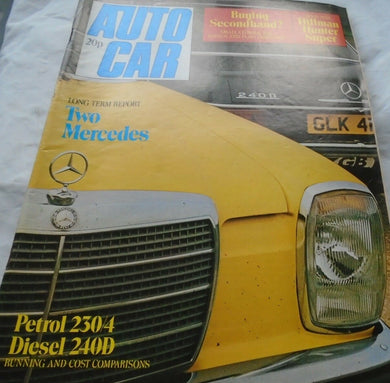 AUTO
CAR
20p
Buying
Secondhand?
Hillman
Hunter
Super
240D
LONG TERM REPORT
Two
Mercedes
GLK 4
GB
Petrol 230/4
Diesel 240D
RUNNING AND COST COMPARISONS